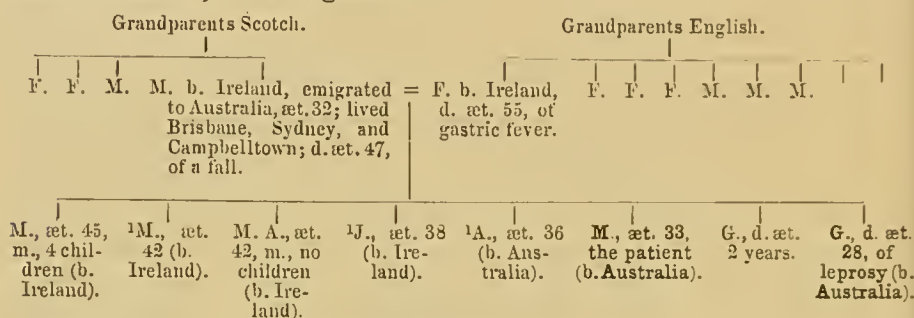 Grandparents Scotch.
Grandparents English.
F. F. M. M. b. Ireland, emigrated
to Australia, æt. 32; lived
Brisbane, Sydney, and
Campbelltown; d. æt. 47,
of a fall.
= F. b. Ireland,
d. æt. 55, of
gastric fever.
F. F. F. M. M. M.
M., æt. 45,
m., 4 chil-
dren (b.
Ireland).
¹M., æt.
42 (b.
Ireland).
M. A., æt.
42, m., no
children
(b. Ire-
land).
¹J., æt. 38
(b. Ire-
land).
¹A., æt. 36
(b. Aus-
tralia).
M., æt. 33,
the patient
(b. Australia).
G., d. æt.
2 years.
G., d. æt.
28, of
leprosy (b.
Australia).